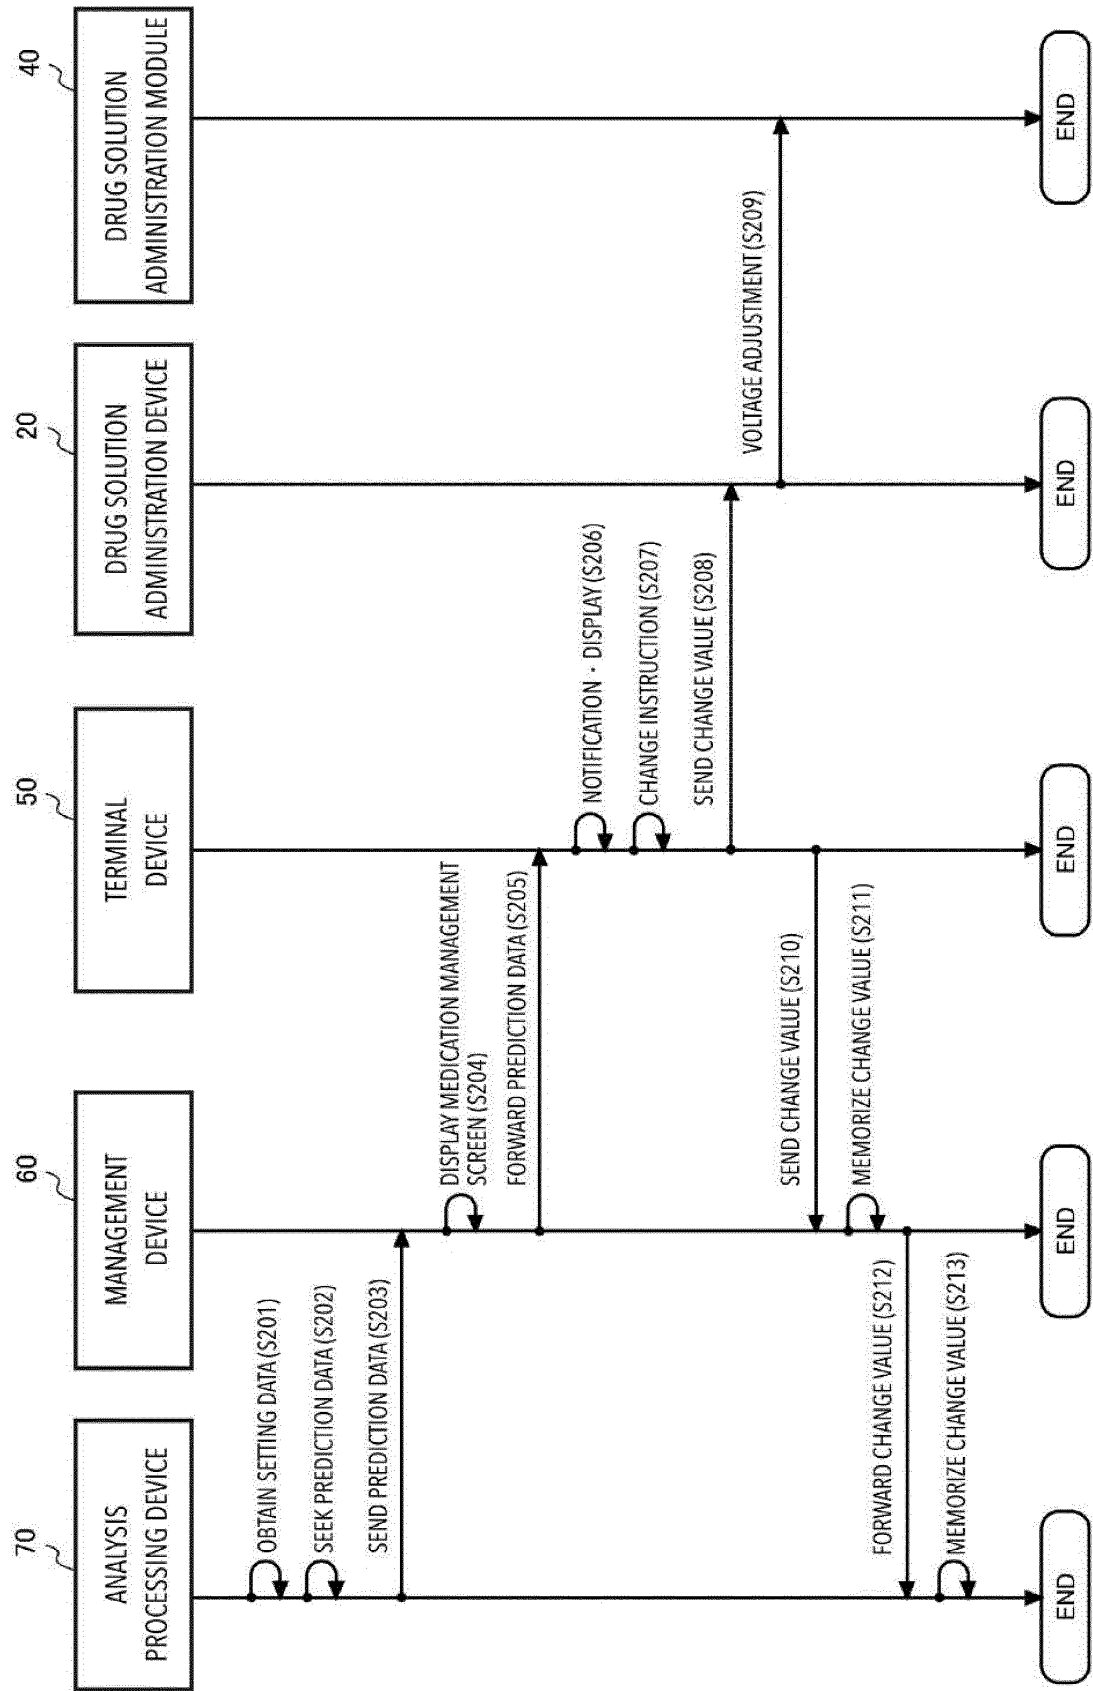 70
ANALYSIS
PROCESSING DEVICE
60
MANAGEMENT
DEVICE
50
TERMINAL
DEVICE
20
DRUG SOLUTION
ADMINISTRATION DEVICE
40
DRUG SOLUTION
ADMINISTRATION MODULE
OBTAIN SETTING DATA (S201)
SEEK PREDICTION DATA (S202)
SEND PREDICTION DATA (S203)
DISPLAY MEDICATION MANAGEMENT
SCREEN (S204)
FORWARD PREDICTION DATA (S205)
NOTIFICATION・DISPLAY (S206)
CHANGE INSTRUCTION (S207)
SEND CHANGE VALUE (S208)
VOLTAGE ADJUSTMENT (S209)
SEND CHANGE VALUE (S210)
MEMORIZE CHANGE VALUE (S211)
FORWARD CHANGE VALUE (S212)
MEMORIZE CHANGE VALUE (S213)
END
END
END
END
END